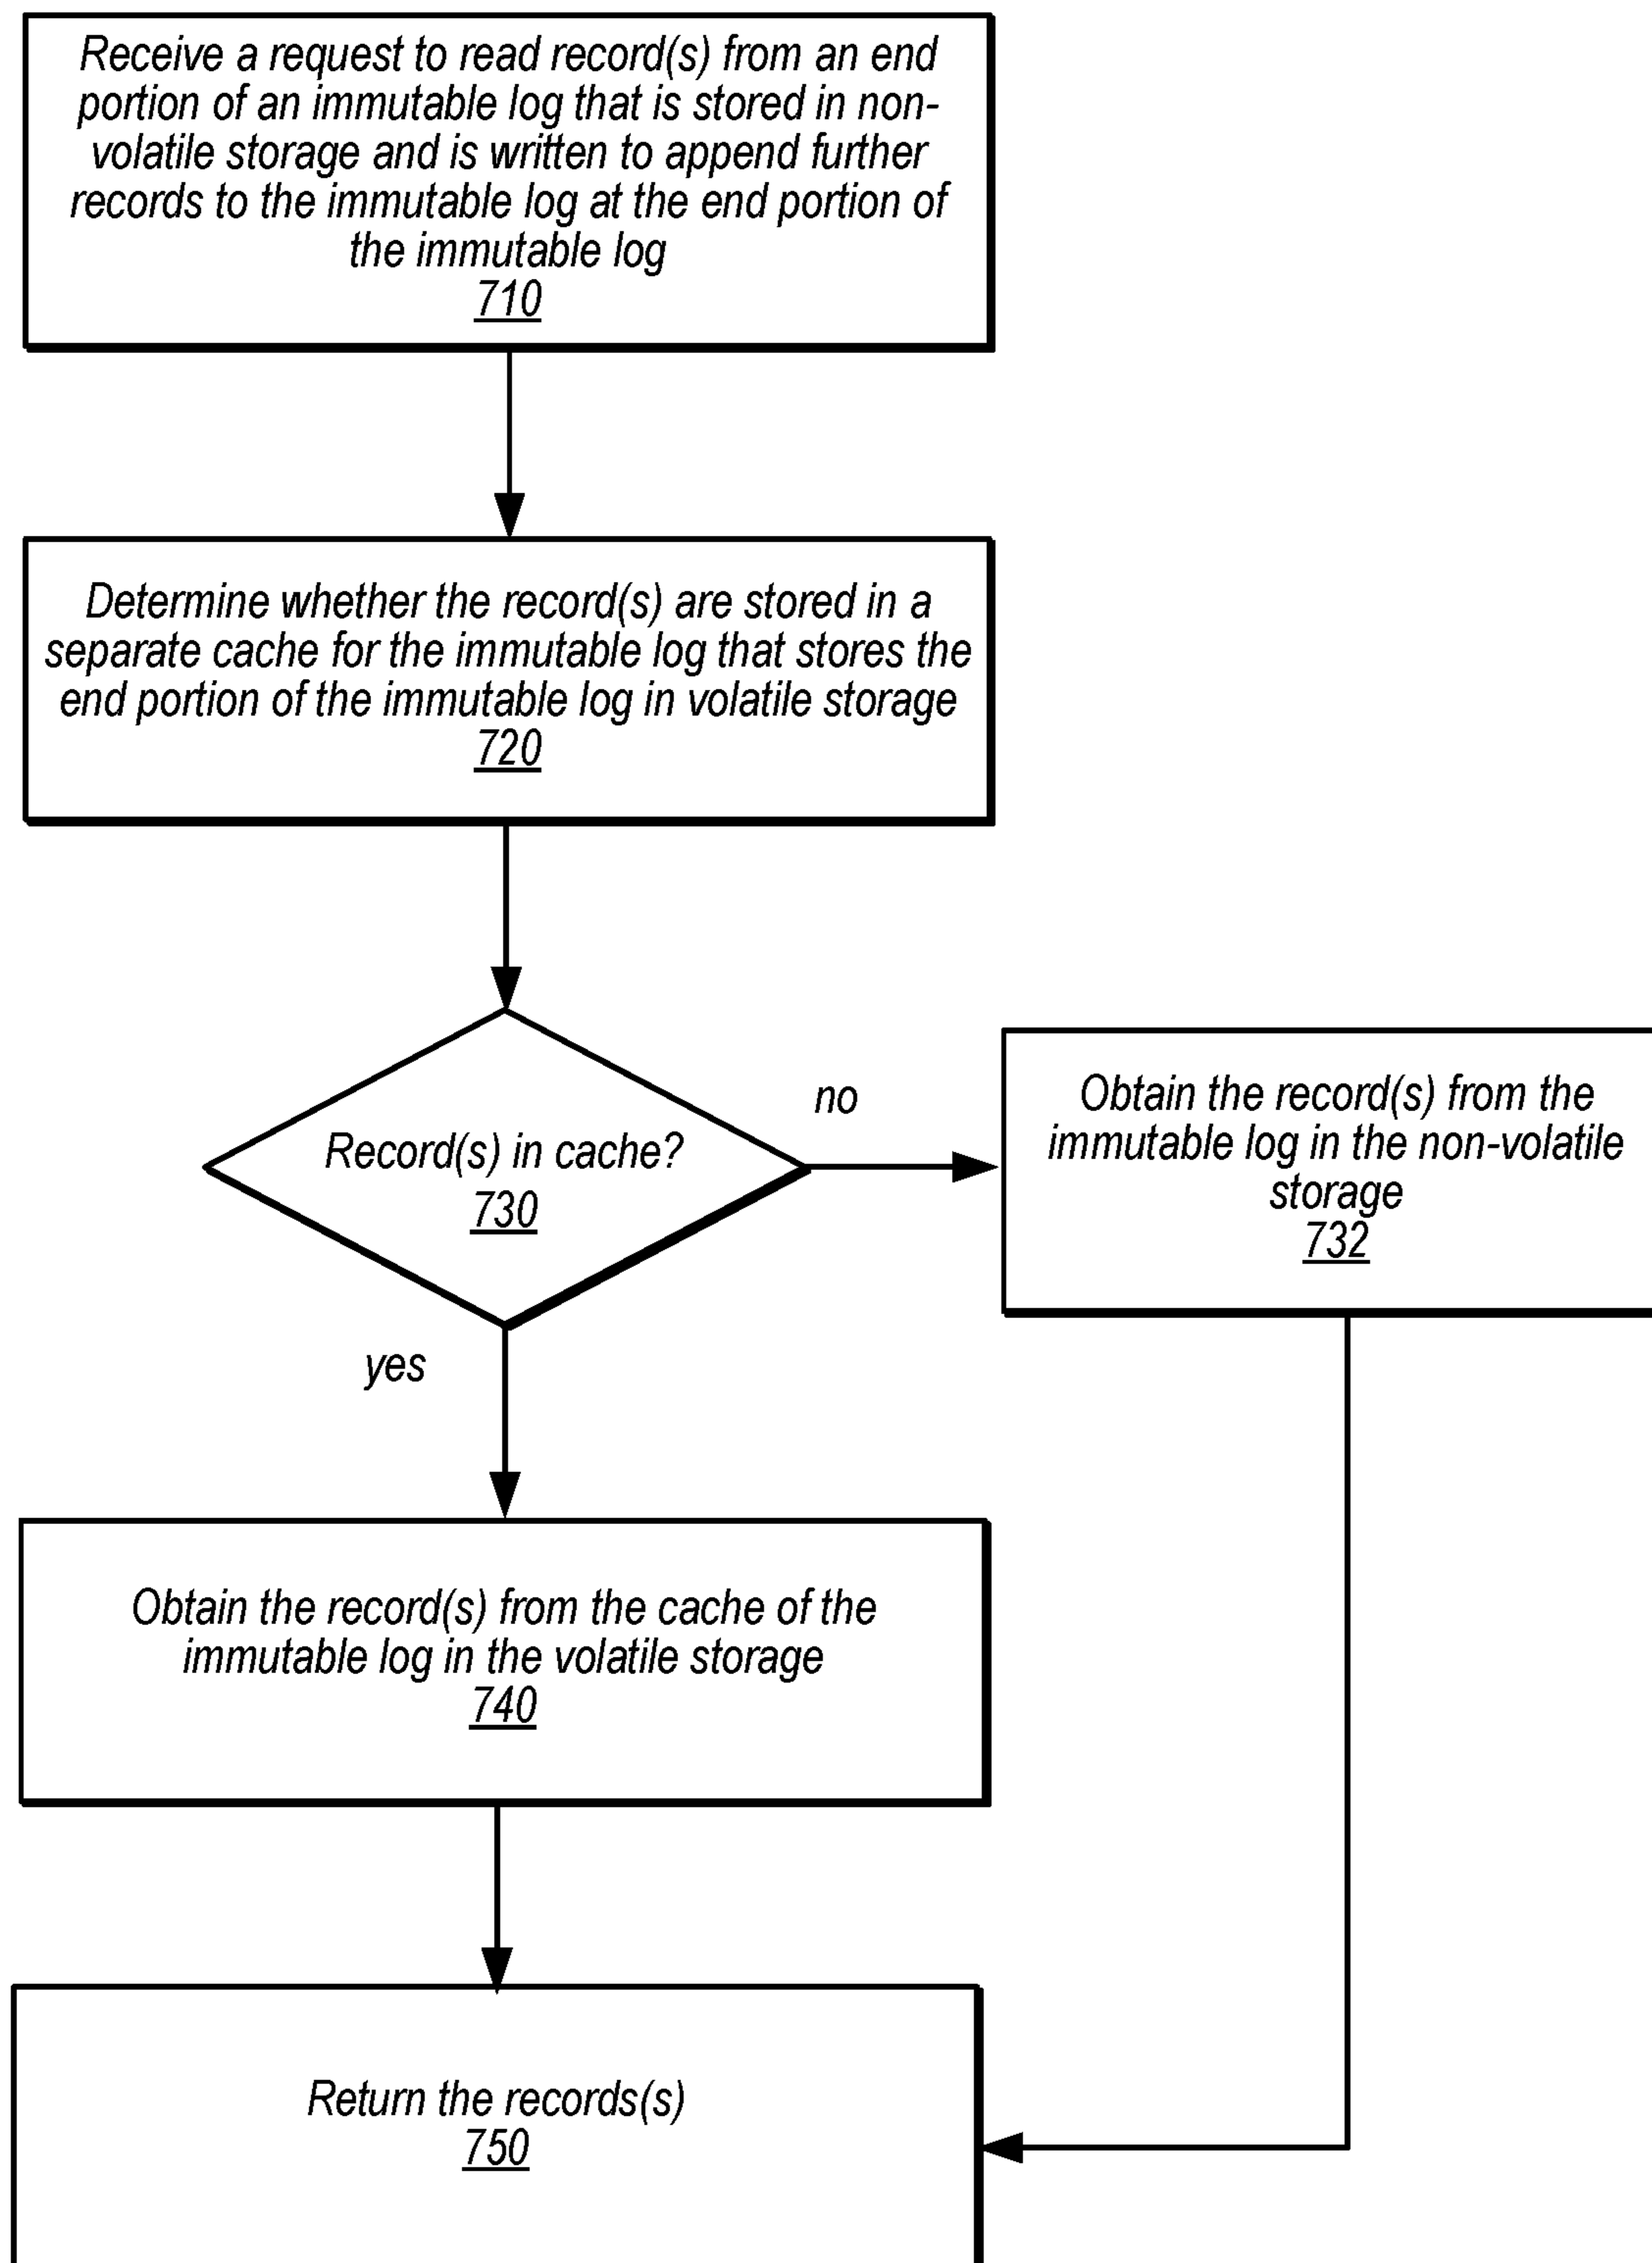 Receive a request to read record(s) from an end
portion of an immutable log that is stored in non-
volatile storage and is written to append further
records to the immutable log at the end portion of
the immutable log
710
Determine whether the record(s) are stored in a
separate cache for the immutable log that stores the
end portion of the immutable log in volatile storage
720
Record(s) in cache?
730
no
Obtain the record(s) from the
immutable log in the non-volatile
storage
732
yes
Obtain the record(s) from the cache of the
immutable log in the volatile storage
740
Return the records(s)
750